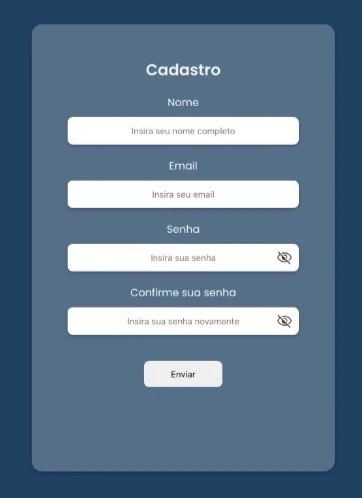 Cadastro
Nome
Insira seu nome completo
Email
Insira seu email
Senha
Insira sua senha
Confirme sua senha
Insira sua senha novamente
Enviar